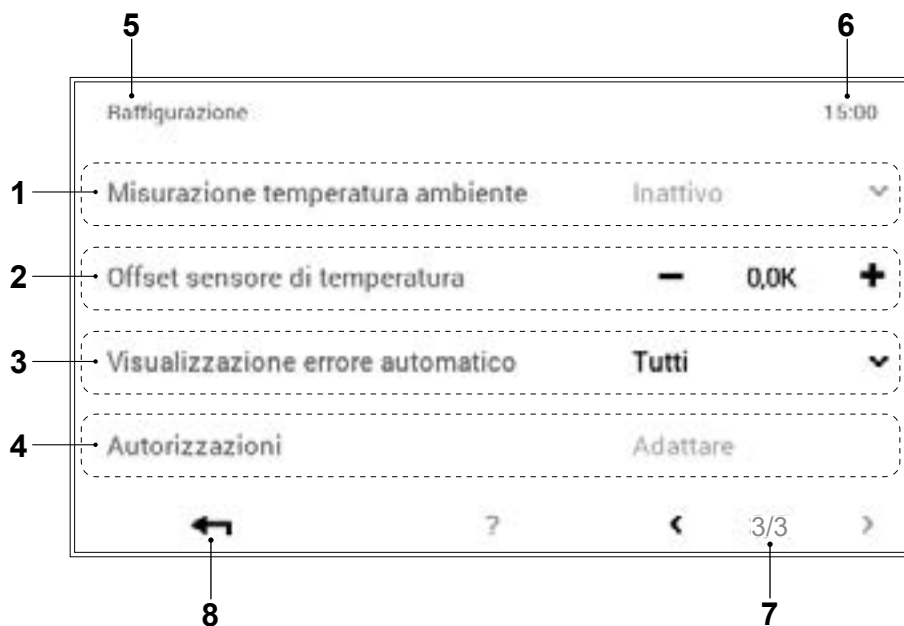 5 6
Raffigurazione 15:00
1 Misurazione temperatura ambiente Inattivo
2 Offset sensore di temperatura − 0,0K +
3 Visualizzazione errore automatico Tutti
4 Autorizzazioni Adattare
? < 3/3 >
8 7